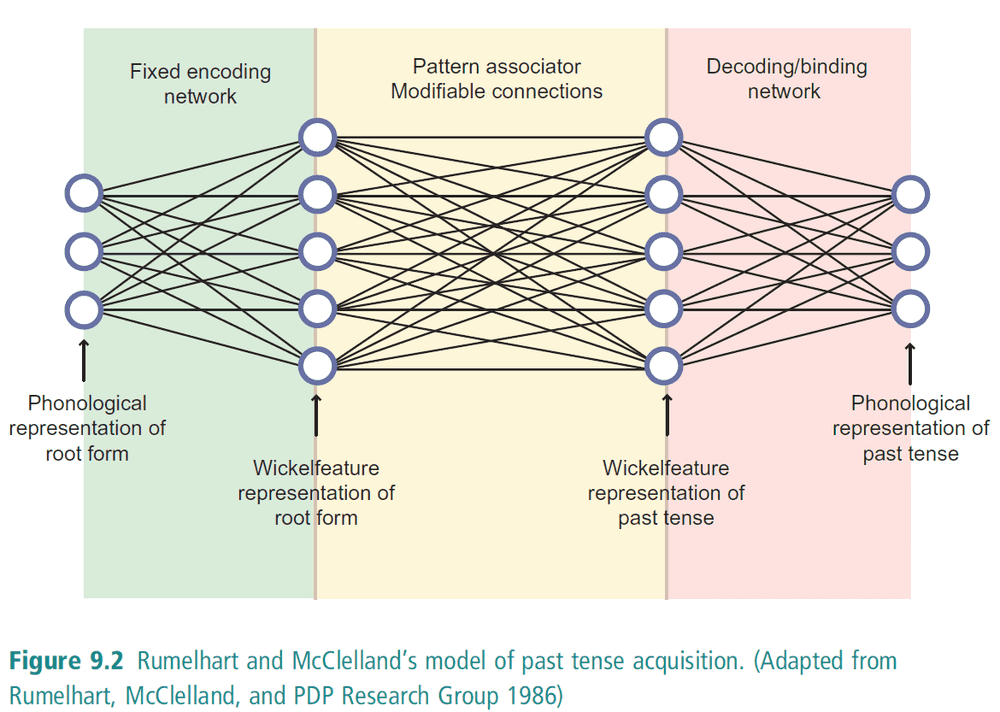 Fixed encoding
network
Pattern associator
Modifiable connections
Decoding/binding
network
Phonological
representation of
root form
Wickelfeature
representation of
root form
Wickelfeature
representation of
past tense
Phonological
representation of
past tense
Figure 9.2 Rumelhart and McClelland’s model of past tense acquisition. (Adapted from
Rumelhart, McClelland, and PDP Research Group 1986)